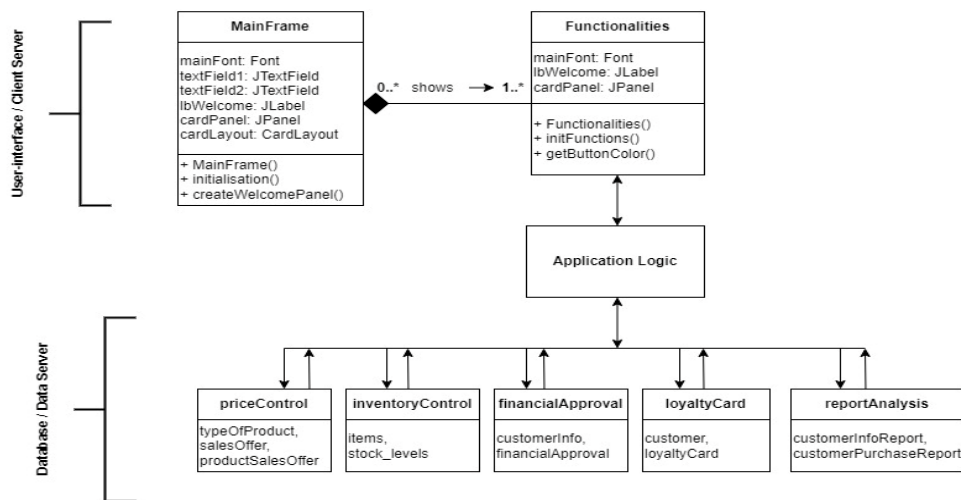 User-interface / Client Server
MainFrame
mainFont: Font
textField1: JTextField
textField2: JTextField
lbWelcome: JLabel
cardPanel: JPanel
cardLayout: CardLayout
+ MainFrame()
+ initialisation()
+ createWelcomePanel()
0..* shows 1..*
Functionalities
mainFont: Font
lbWelcome: JLabel
cardPanel: JPanel
+ Functionalities()
+ initFunctions()
+ getButtonColor()
Application Logic
Database / Data Server
priceControl
typeOfProduct,
salesOffer,
productSalesOffer
inventoryControl
items,
stock_levels
financialApproval
customerInfo,
financialApproval
loyaltyCard
customer,
loyaltyCard
reportAnalysis
customerInfoReport,
customerPurchaseReport